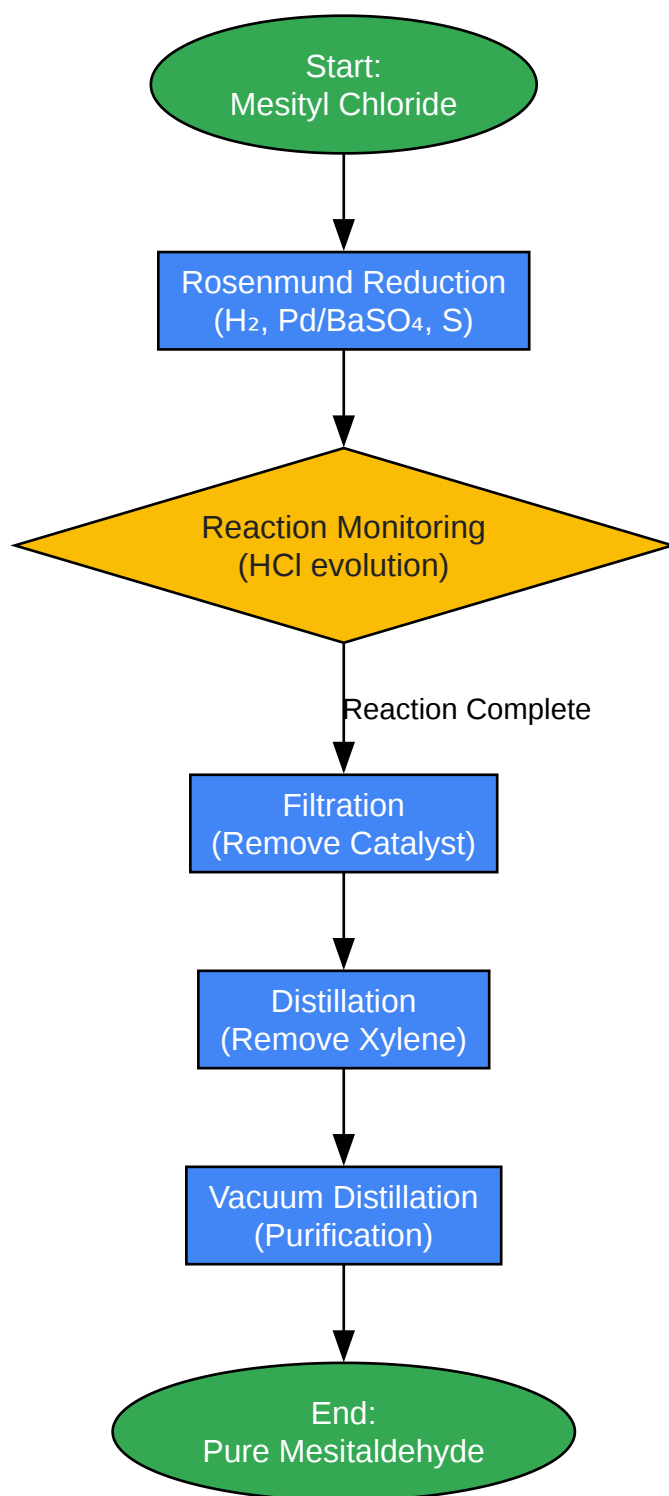 Start:
Mesityl Chloride
Rosenmund Reduction
(H₂, Pd/BaSO₄, S)
Reaction Monitoring
(HCl evolution)
Reaction Complete
Filtration
(Remove Catalyst)
Distillation
(Remove Xylene)
Vacuum Distillation
(Purification)
End:
Pure Mesitaldehyde